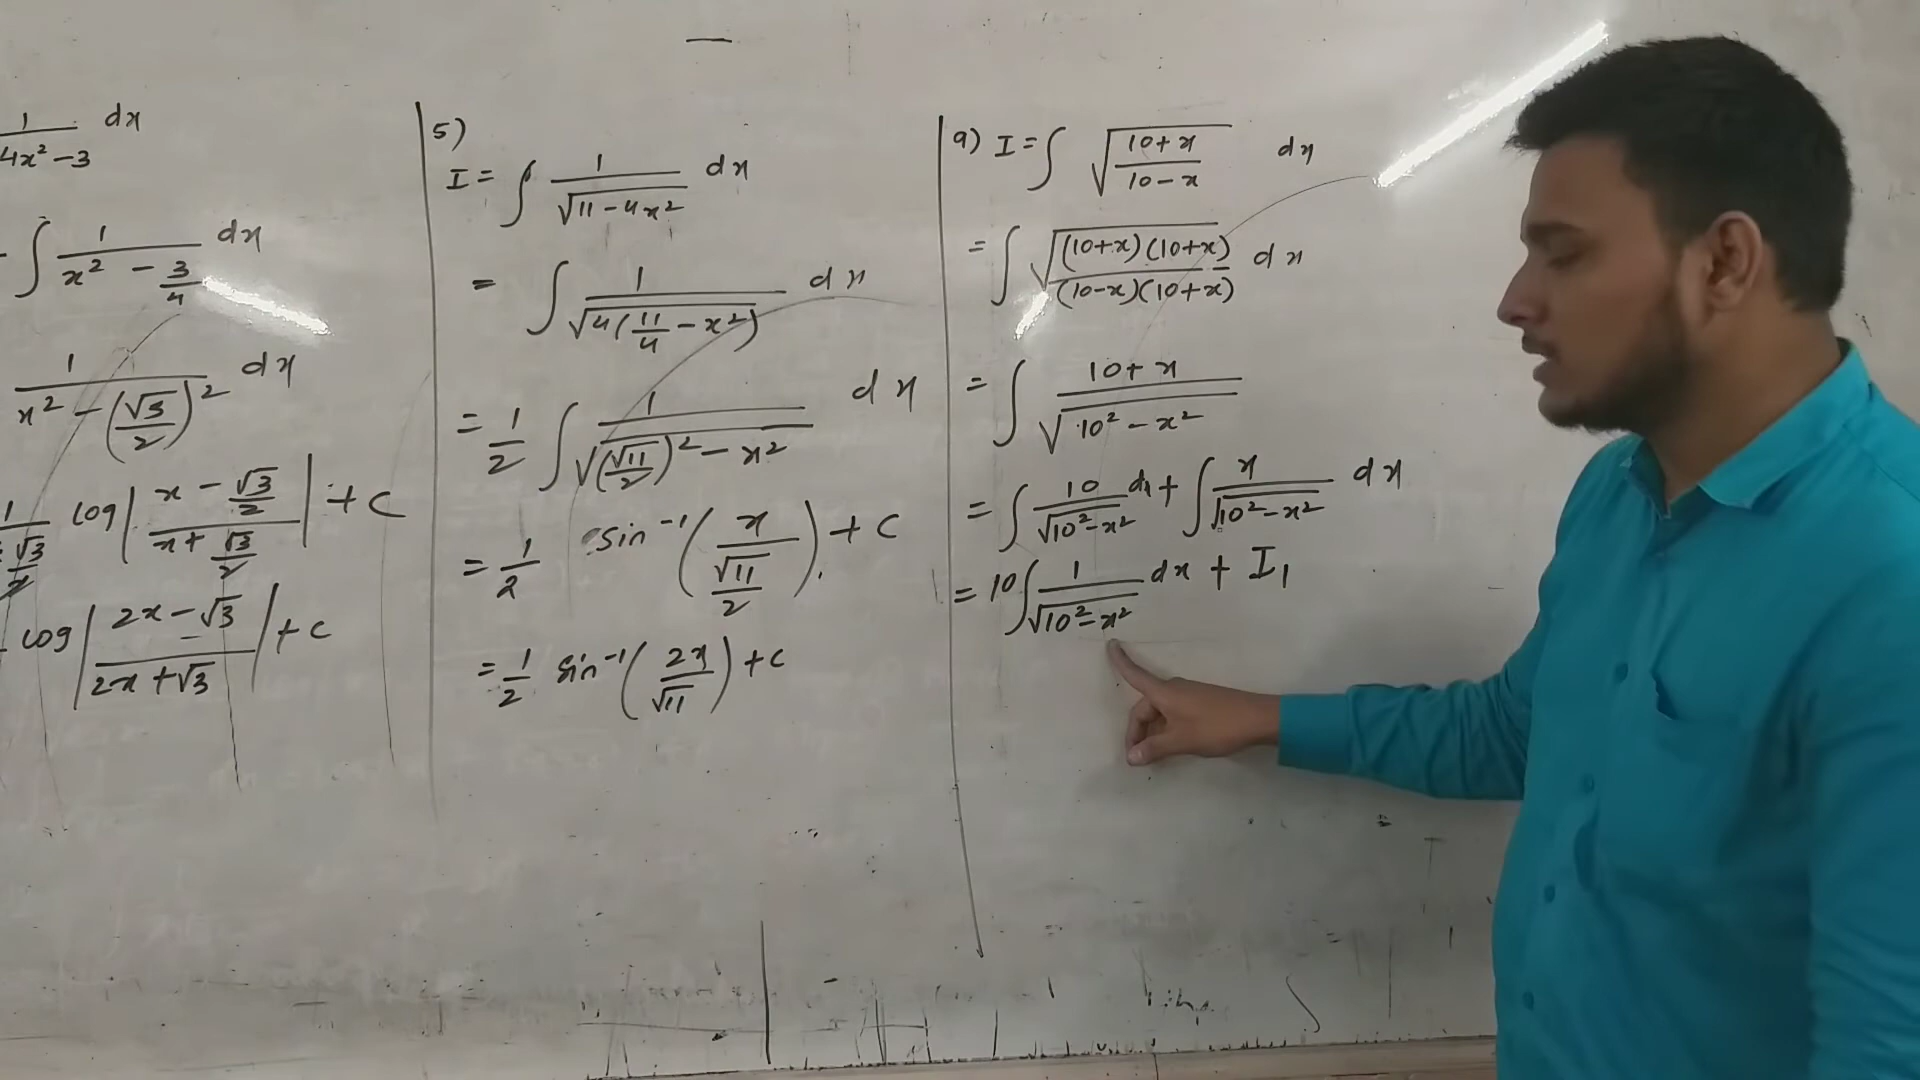 1/(4x² - 3) dx
∫ 1/(x² - 3/4) dx
1/(x² - (√3/2)²) dx
log | (x - √3/2)/(x + √3/2) | + C
log | (2x - √3)/(2x + √3) | + C
5)
I = ∫ 1/√(11 - 4x²) dx
= ∫ 1/√(4(11/4 - x²)) dx
= 1/2 ∫ 1/√((√11/2)² - x²) dx
= 1/2 sin⁻¹(x/(√11/2)) + C
= 1/2 sin⁻¹(2x/√11) + C
9) I = ∫ √((10+x)/(10-x)) dx
= ∫ √((10+x)(10+x)/(10-x)(10+x)) dx
= ∫ (10+x)/√(10² - x²)
= ∫ 10/√(10² - x²) dx + ∫ x/√(10² - x²) dx
= 10 ∫ 1/√(10² - x²) dx + I₁